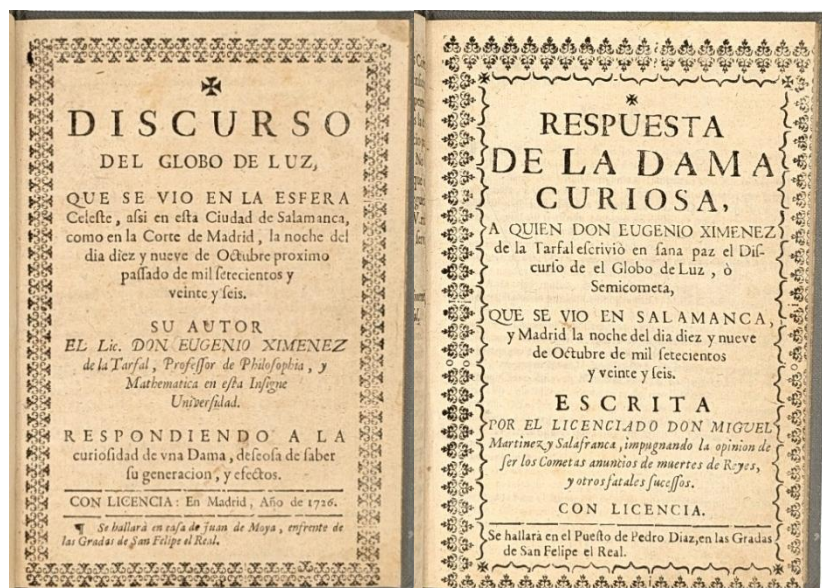 DISCURSO
DEL GLOBO DE LUZ,
QUE SE VIO EN LA ESFERA
Celeſte, aſsi en eſta Ciudad de Salamanca,
como en la Corte de Madrid, la noche del
dia diez y nueve de Octubre proximo
paſſado de mil ſetecientos y
veinte y ſeis.
SU AUTOR
EL Lic. DON EUGENIO XIMENEZ
de la Tarfal, Profeſſor de Philoſophia, y
Mathematica en eſta Inſigne
Univerſidad.
RESPONDIENDO A LA
curioſidad de vna Dama, deſeoſa de ſaber
ſu generacion, y efectos.
CON LICENCIA: En Madrid, Año de 1726.
¶ Se hallarà en caſa de Juan de Moya, enfrente de
las Gradas de San Felipe el Real.
RESPUESTA
DE LA DAMA
CURIOSA,
A QUIEN DON EUGENIO XIMENEZ
de la Tarfal eſcriviò en ſana paz el Diſ-
curſo de el Globo de Luz, ò
Semicometa,
QUE SE VIO EN SALAMANCA,
y Madrid la noche del dia diez y nueve
de Octubre de mil ſetecientos
y veinte y ſeis.
ESCRITA
POR EL LICENCIADO DON MIGUEL
Martinez y Salafranca, impugnando la opinion de
ſer los Cometas anuncios de muertes de Reyes,
y otros fatales ſuceſſos.
CON LICENCIA.
Se hallarà en el Pueſto de Pedro Diaz, en las Gradas
de San Felipe el Real.